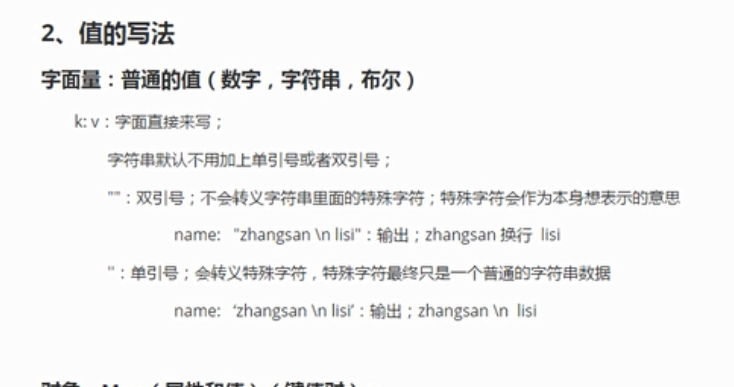 2、值的写法
字面量：普通的值（数字，字符串，布尔）
k: v：字面直接来写；
字符串默认不用加上单引号或者双引号；
""：双引号；不会转义字符串里面的特殊字符；特殊字符会作为本身想表示的意思
name: "zhangsan \n lisi"：输出；zhangsan 换行 lisi
''：单引号；会转义特殊字符，特殊字符最终只是一个普通的字符串数据
name: ‘zhangsan \n lisi’：输出；zhangsan \n lisi